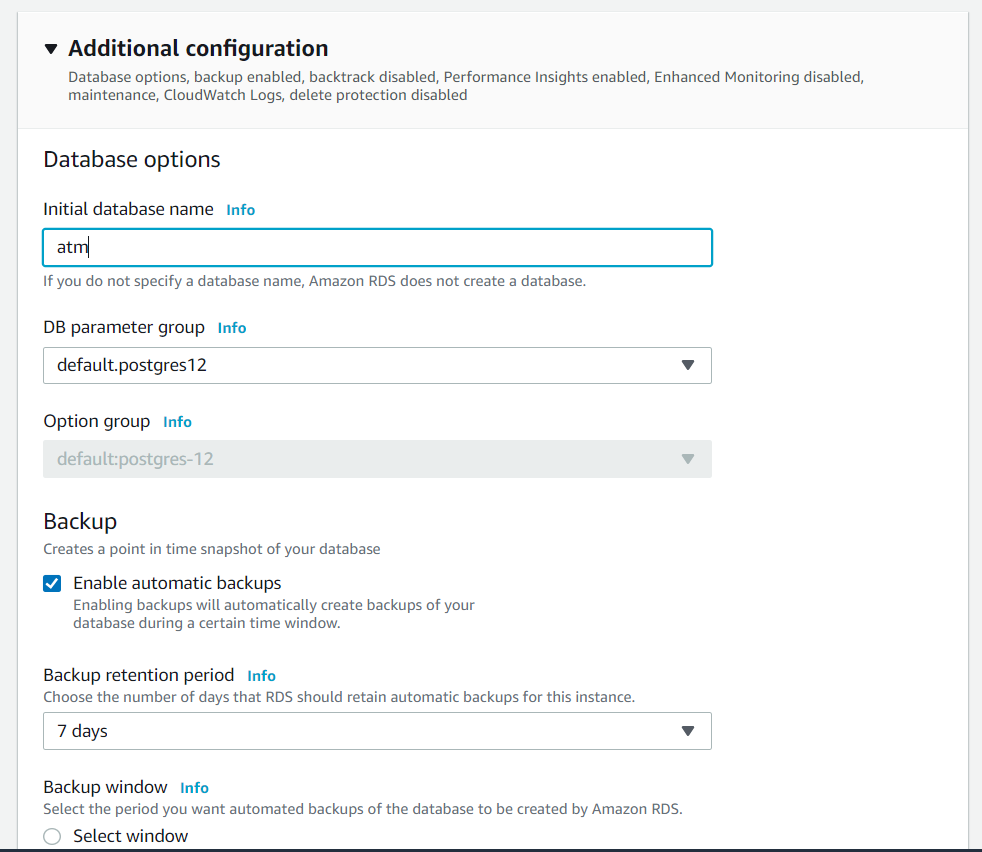 Additional configuration
Database options, backup enabled, backtrack disabled, Performance Insights enabled, Enhanced Monitoring disabled,
maintenance, CloudWatch Logs, delete protection disabled
Database options
Initial database name Info
atm
If you do not specify a database name, Amazon RDS does not create a database.
DB parameter group Info
default.postgres12
Option group Info
default:postgres-12
Backup
Creates a point in time snapshot of your database
Enable automatic backups
Enabling backups will automatically create backups of your
database during a certain time window.
Backup retention period Info
Choose the number of days that RDS should retain automatic backups for this instance.
7 days
Backup window Info
Select the period you want automated backups of the database to be created by Amazon RDS.
Select window